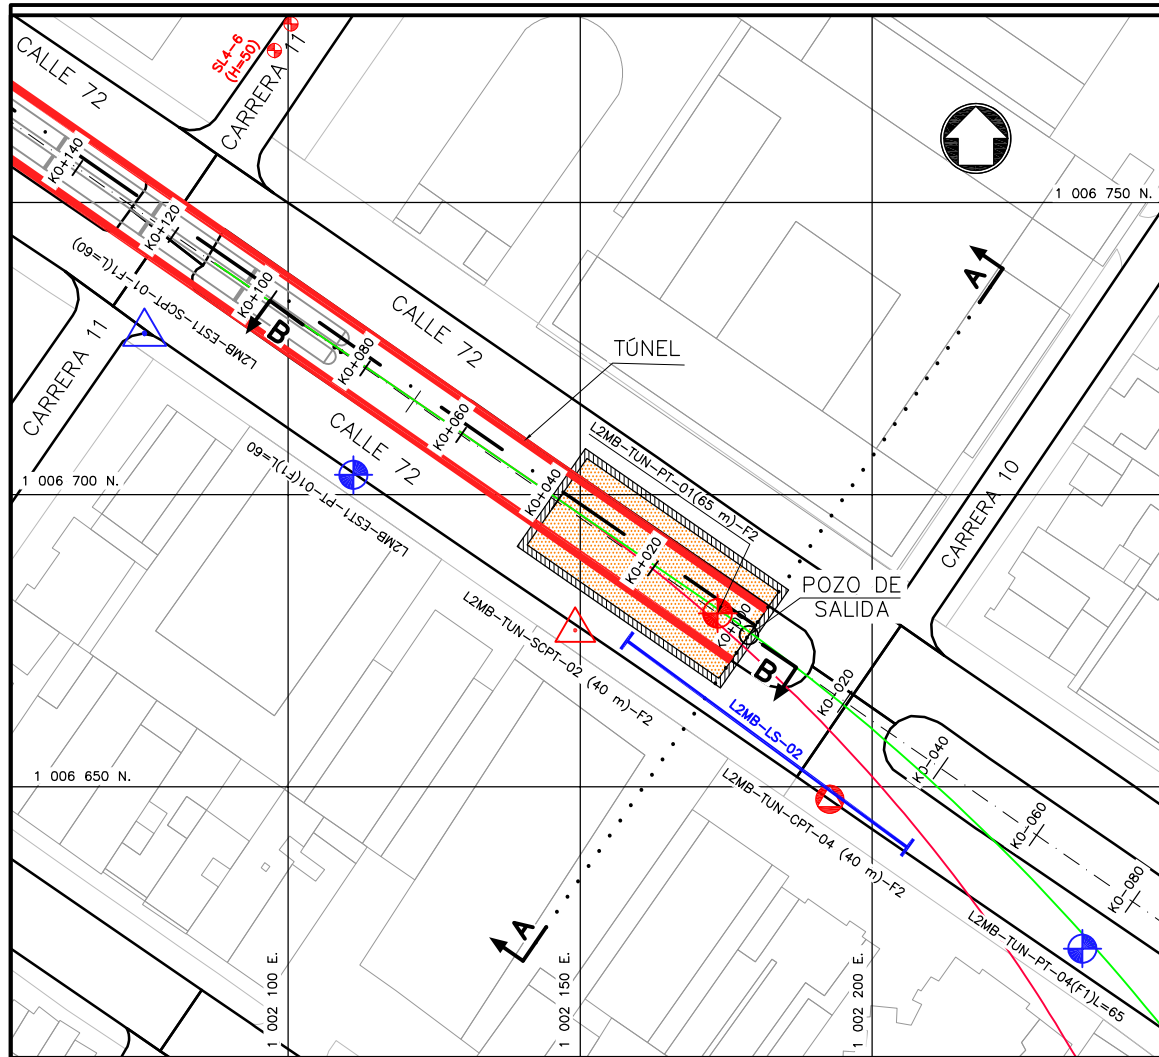 CALLE 72
SL4-6
(H=50)
CARRERA 11
K0+140
1 006 750 N.
K0+120
L2MB-EST1-SCPT-01-F1(L=60)
K0+100
A
B
CALLE 72
K0+080
TÚNEL
CARRERA 11
CALLE 72
K0+060
L2MB-TUN-PT-01(65 m)-F2
L2MB-EST1-PT-01(F1)L=60
1 006 700 N.
K0+040
CARRERA 10
K0+020
POZO DE
SALIDA
K0+000
L2MB-TUN-SCPT-02 (40 m)-F2
B
K0-020
L2MB-LS-02
K0-040
1 006 650 N.
L2MB-TUN-CPT-04 (40 m)-F2
K0-060
K0-080
A
L2MB-TUN-PT-04(F1)L=65
1 002 100 E.
1 002 150 E.
1 002 200 E.